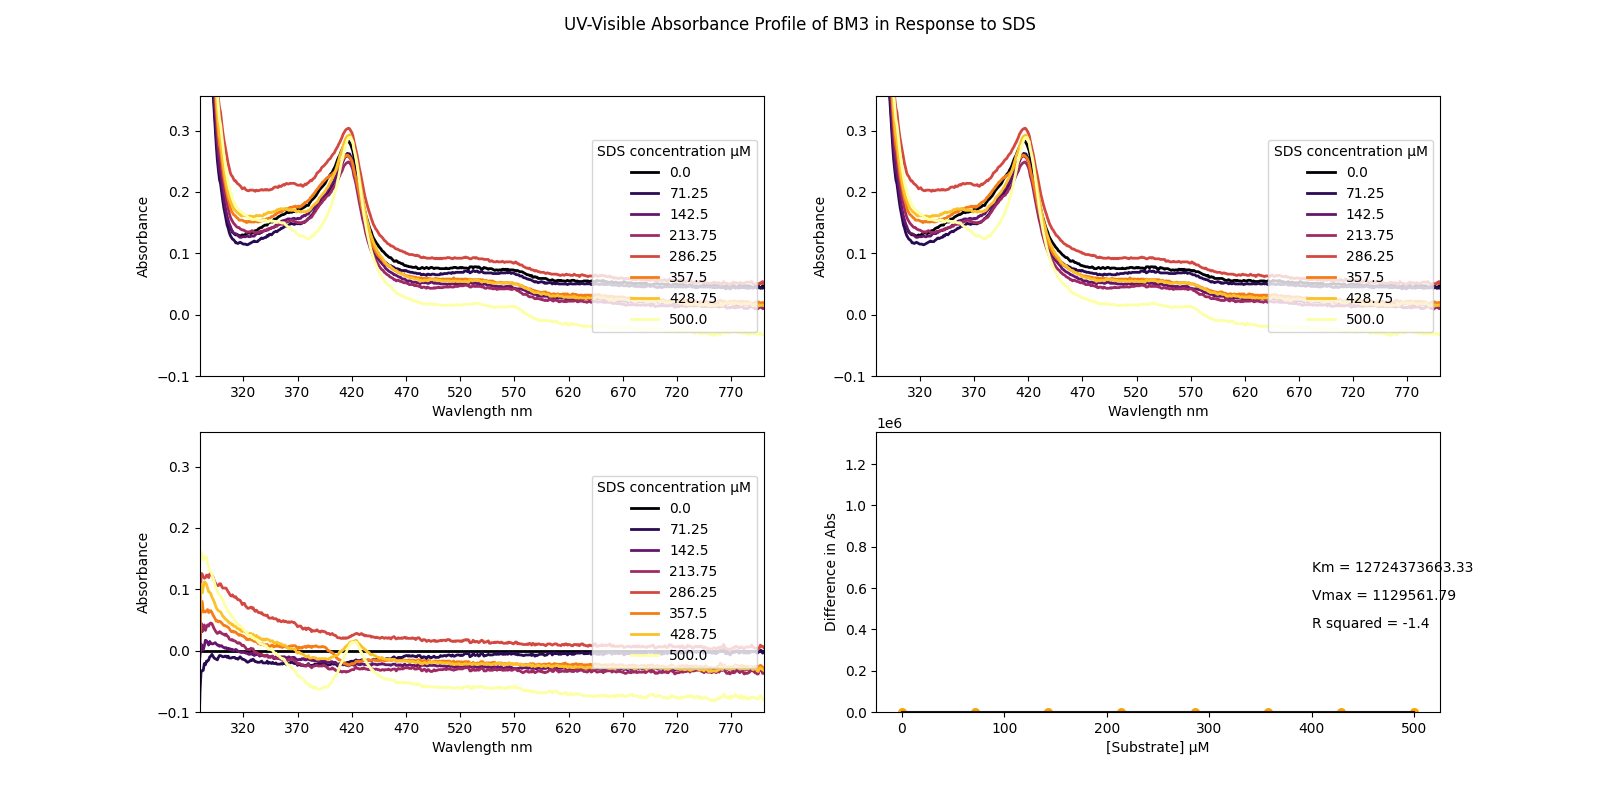 UV-Visible Absorbance Profile of BM3 in Response to SDS
Absorbance
0.3
0.2
0.1
0.0
−0.1
320 370 420 470 520 570 620 670 720 770
Wavlength nm
SDS concentration μM
0.0
71.25
142.5
213.75
286.25
357.5
428.75
500.0
Absorbance
0.3
0.2
0.1
0.0
−0.1
320 370 420 470 520 570 620 670 720 770
Wavlength nm
SDS concentration μM
0.0
71.25
142.5
213.75
286.25
357.5
428.75
500.0
Absorbance
0.3
0.2
0.1
0.0
−0.1
320 370 420 470 520 570 620 670 720 770
Wavlength nm
SDS concentration μM
0.0
71.25
142.5
213.75
286.25
357.5
428.75
500.0
1e6
Difference in Abs
1.2
1.0
0.8
0.6
0.4
0.2
0.0
0 100 200 300 400 500
[Substrate] μM
Km = 12724373663.33
Vmax = 1129561.79
R squared = -1.4